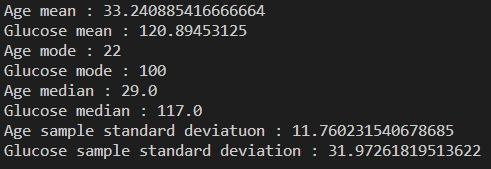 Age mean : 33.240885416666664
Glucose mean : 120.89453125
Age mode : 22
Glucose mode : 100
Age median : 29.0
Glucose median : 117.0
Age sample standard deviatuon : 11.760231540678685
Glucose sample standard deviation : 31.97261819513622